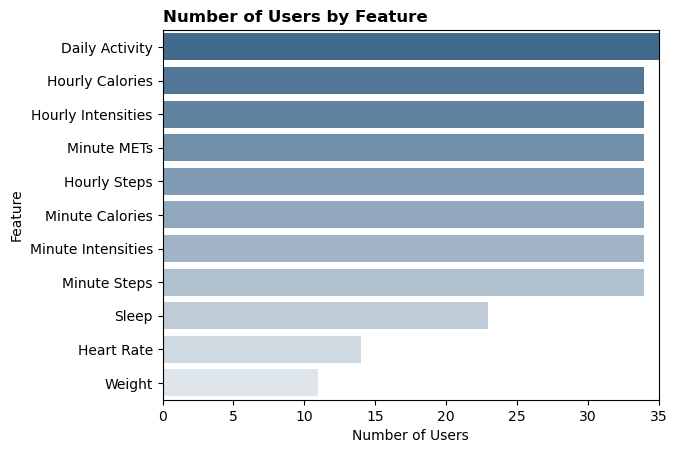 Number of Users by Feature
Feature
Daily Activity
Hourly Calories
Hourly Intensities
Minute METs
Hourly Steps
Minute Calories
Minute Intensities
Minute Steps
Sleep
Heart Rate
Weight
0 5 10 15 20 25 30 35
Number of Users